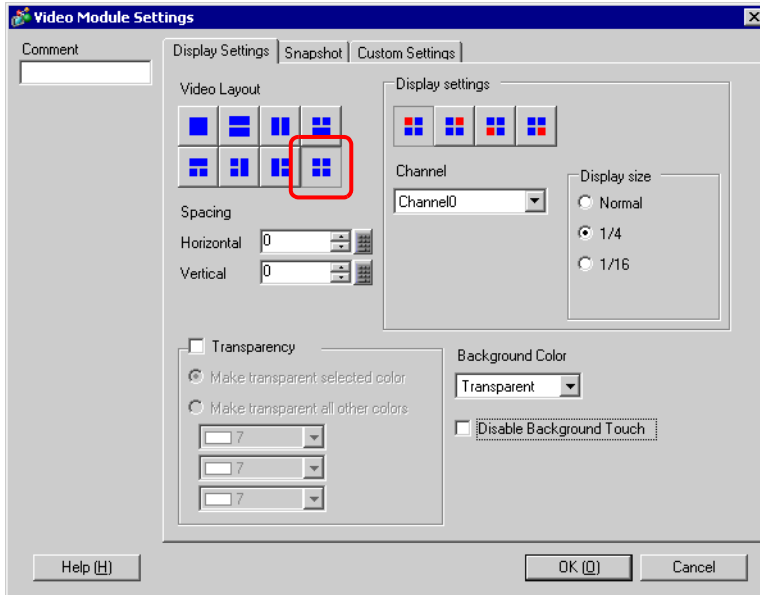 Video Module Settings
Comment
Display Settings
Snapshot
Custom Settings
Video Layout
Display settings
Channel
Channel0
Display size
Normal
1/4
1/16
Spacing
Horizontal 0
Vertical 0
Transparency
Make transparent selected color
Make transparent all other colors
7
7
7
Background Color
Transparent
Disable Background Touch
Help (H)
OK (O)
Cancel